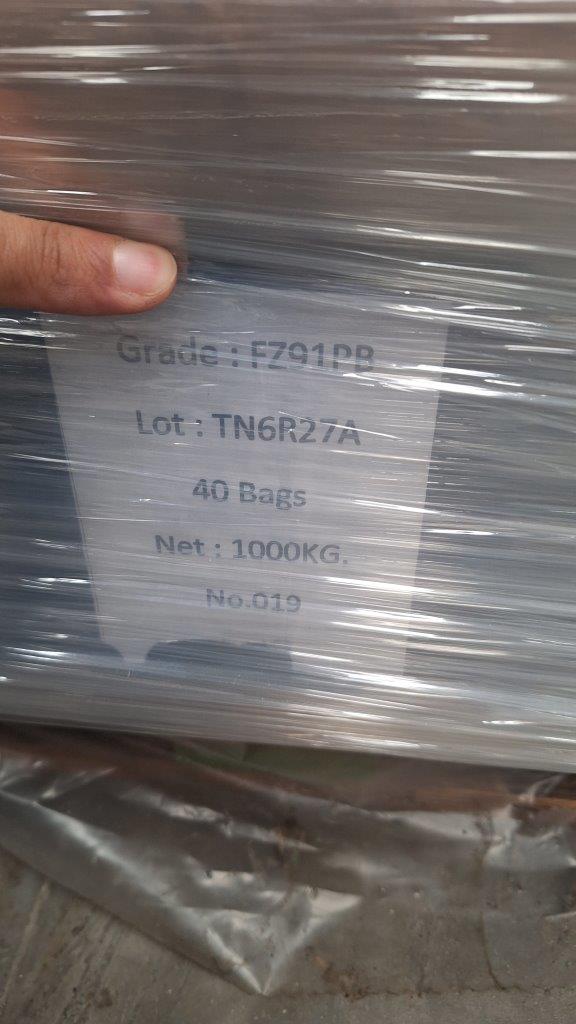 Grade : FZ91PB
Lot : TN6R27A
40 Bags
Net : 1000KG.
No.019